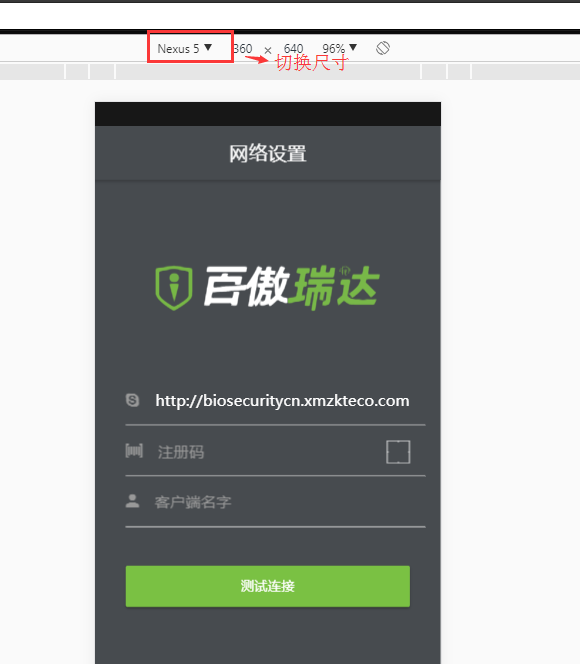 Nexus 5 ▼ 360 × 640 96% ▼
切换尺寸
网络设置
百傲瑞达
http://biosecuritycn.xmzkteco.com
注册码
客户端名字
测试连接